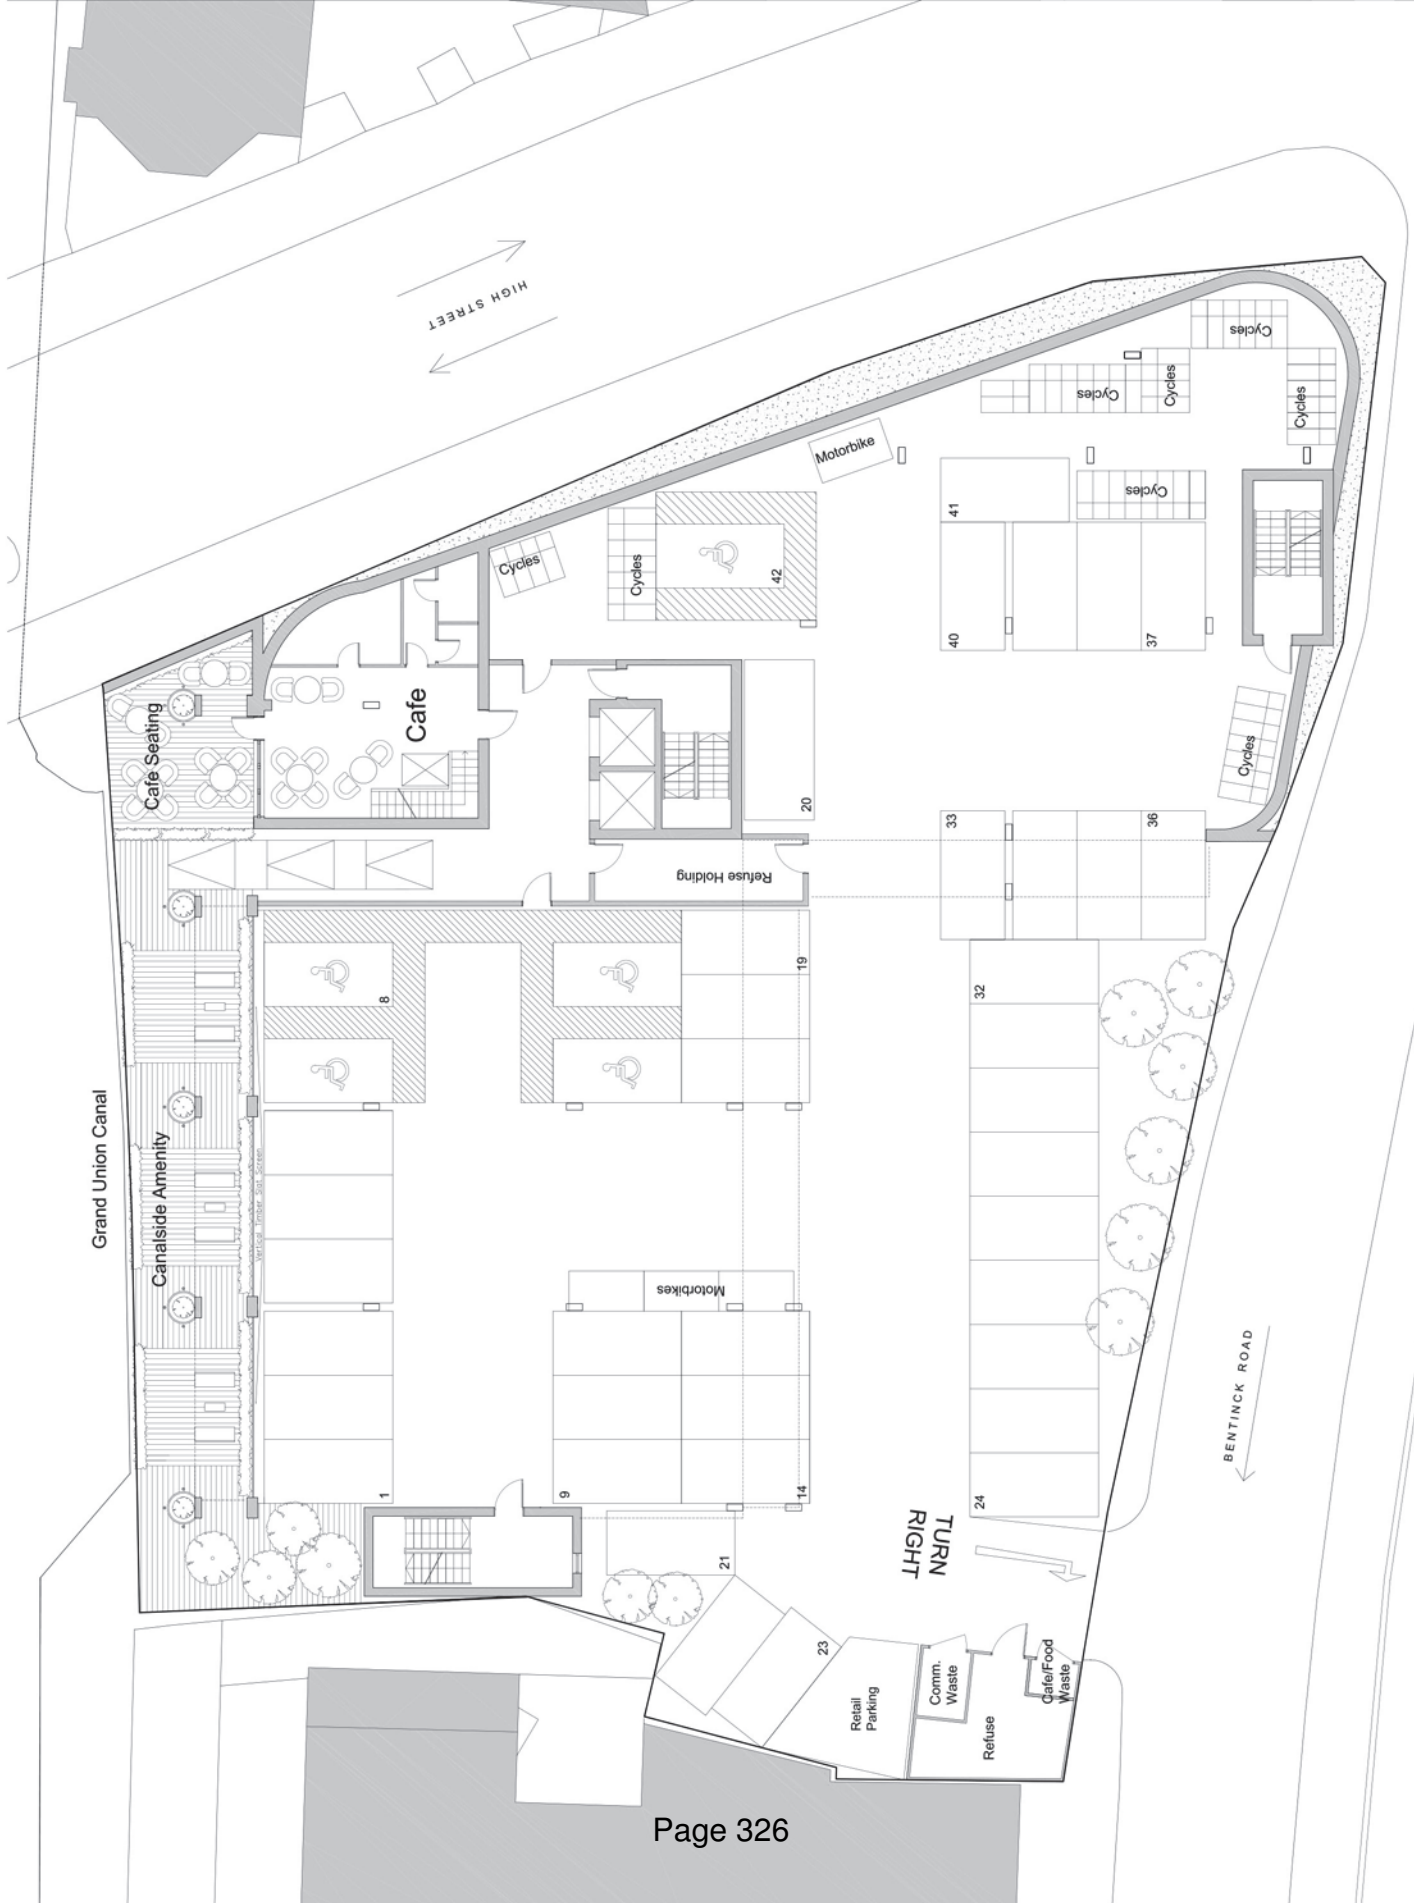 HIGH STREET
Cycles
Cycles
Cycles
Cycles
Motorbike
Cycles
41
Cycles
Cycles
42
40
37
Cafe Seating
Cafe
Cycles
20
33
36
Refuse Holding
8
19
32
Grand Union Canal
Canalside Amenity
Vertical Timber Slat Screen
Motorbikes
BENTINCK ROAD
1
9
14
24
TURN
RIGHT
21
23
Retail
Parking
Comm.
Waste
Cafe/Food
Waste
Refuse
Page 326